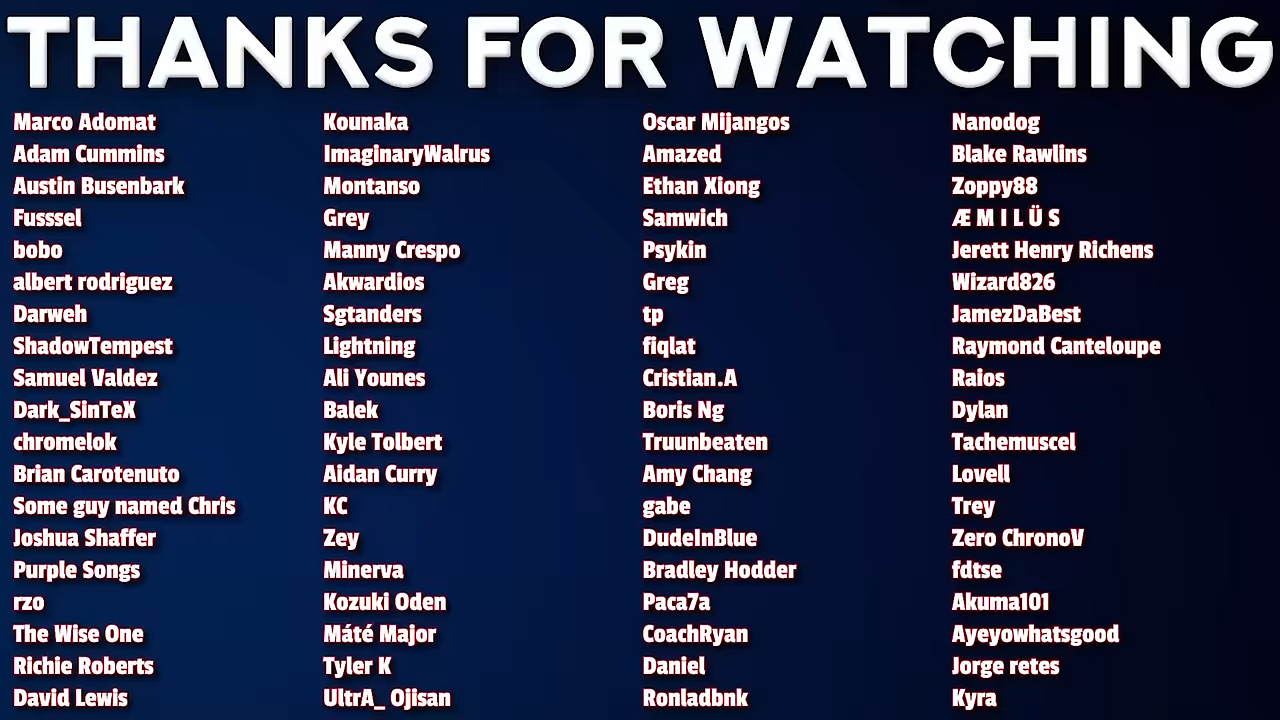 THANKS FOR WATCHING
Marco Adomat
Adam Cummins
Austin Busenbark
Fusssel
bobo
albert rodriguez
Darweh
ShadowTempest
Samuel Valdez
Dark_SinTeX
chromelok
Brian Carotenuto
Some guy named Chris
Joshua Shaffer
Purple Songs
rzo
The Wise One
Richie Roberts
David Lewis
Kounaka
ImaginaryWalrus
Montanso
Grey
Manny Crespo
Akwardios
Sgtanders
Lightning
Ali Younes
Balek
Kyle Tolbert
Aidan Curry
KC
Zey
Minerva
Kozuki Oden
Máté Major
Tyler K
UltrA_ Ojisan
Oscar Mijangos
Amazed
Ethan Xiong
Samwich
Psykin
Greg
tp
fiqlat
Cristian.A
Boris Ng
Truunbeaten
Amy Chang
gabe
DudeInBlue
Bradley Hodder
Paca7a
CoachRyan
Daniel
Ronladbnk
Nanodog
Blake Rawlins
Zoppy88
Æ M I L Ü S
Jerett Henry Richens
Wizard826
JamezDaBest
Raymond Canteloupe
Raios
Dylan
Tachemuscel
Lovell
Trey
Zero ChronoV
fdtse
Akuma101
Ayeyowhatsgood
Jorge retes
Kyra